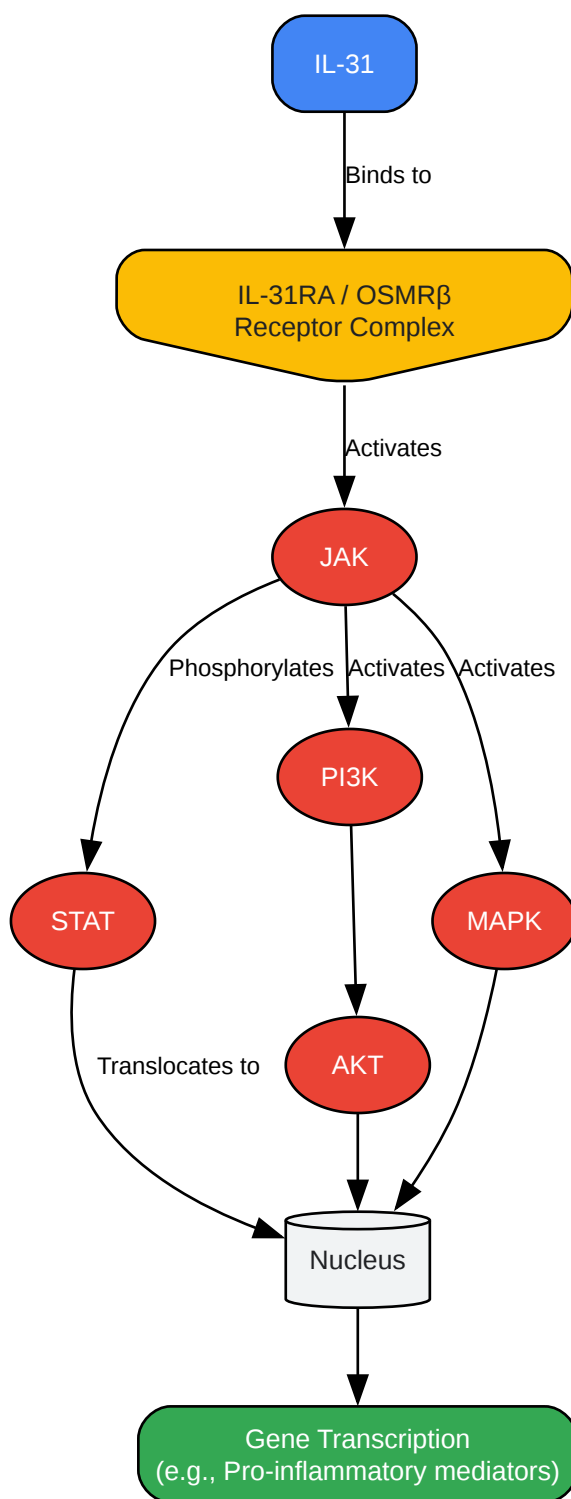 IL-31
Binds to
IL-31RA / OSMRβ
Receptor Complex
Activates
JAK
Phosphorylates
Activates
Activates
PI3K
STAT
MAPK
Translocates to
AKT
Nucleus
Gene Transcription
(e.g., Pro-inflammatory mediators)